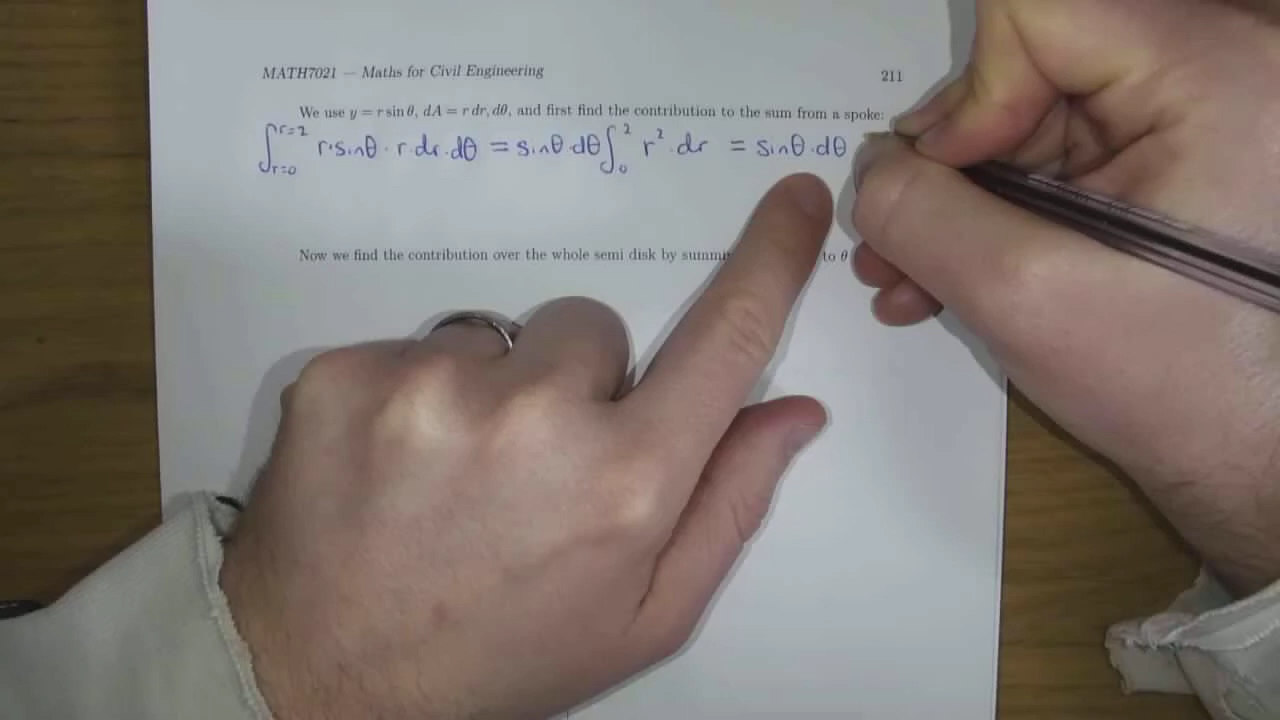 MATH7021 — Maths for Civil Engineering 211
We use y = r sin θ, dA = r dr, dθ, and first find the contribution to the sum from a spoke:
∫_{r=0}^{r=2} r·sinθ · r·dr·dθ = sinθ·dθ ∫_0^2 r²·dr = sinθ·dθ
Now we find the contribution over the whole semi disk by to θ